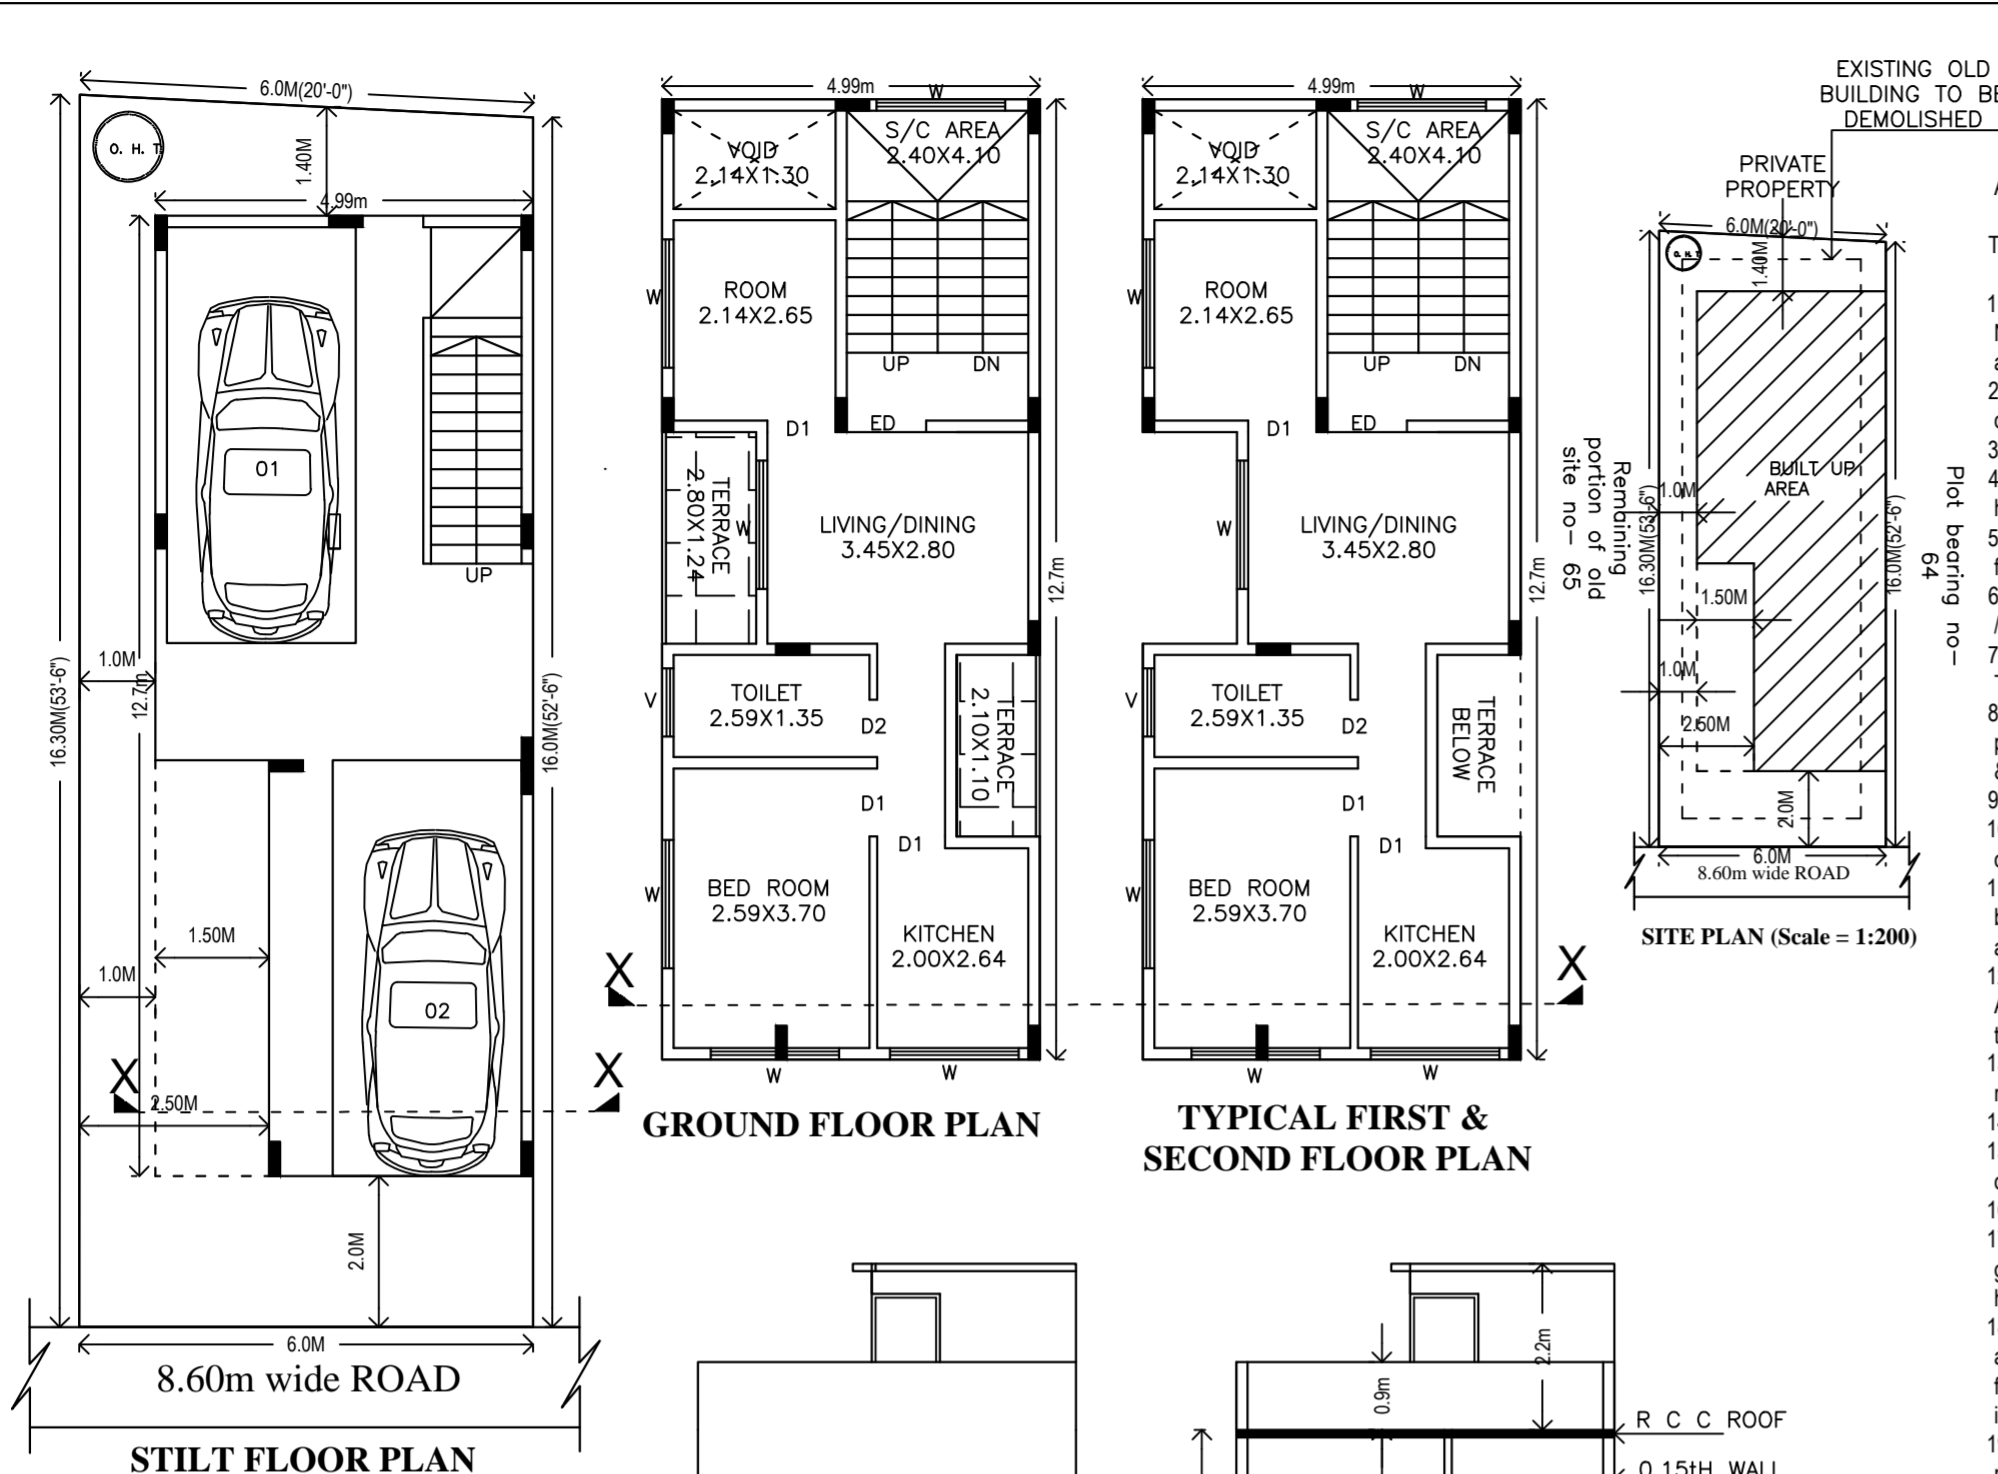 6.0M(20'-0")
O. H. T
1.40M
4.99m
01
UP
1.0M
12.7m
16.30M(53'-6")
16.0M(52'-6")
1.50M
1.0M
02
X
X
2.50M
2.0M
6.0M
8.60m wide ROAD
STILT FLOOR PLAN
4.99m
W
VOID
2.14X1.30
S/C AREA
2.40X4.10
ROOM
2.14X2.65
W
UP
DN
D1
ED
TERRACE
2.80X1.24
W
LIVING/DINING
3.45X2.80
12.7m
TOILET
2.59X1.35
V
D2
TERRACE
2.10X1.10
D1
D1
BED ROOM
2.59X3.70
W
KITCHEN
2.00X2.64
X
W
W
GROUND FLOOR PLAN
4.99m
W
VOID
2.14X1.30
S/C AREA
2.40X4.10
ROOM
2.14X2.65
W
UP
DN
D1
ED
W
LIVING/DINING
3.45X2.80
12.7m
TOILET
2.59X1.35
V
D2
TERRACE
BELOW
D1
D1
BED ROOM
2.59X3.70
W
KITCHEN
2.00X2.64
X
W
W
TYPICAL FIRST &
SECOND FLOOR PLAN
EXISTING OLD
BUILDING TO BE
DEMOLISHED
PRIVATE
PROPERTY
6.0M(20'-0")
O. H. T
1.40M
BUILT UP
AREA
Remaining
portion of old
site no- 65
1.0M
16.30M(53'-6")
16.0M(52'-6")
Plot bearing no-
64
1.50M
1.0M
2.50M
2.0M
6.0M
8.60m wide ROAD
SITE PLAN (Scale = 1:200)
2.2m
0.9m
R C C ROOF
0.15tH WALL